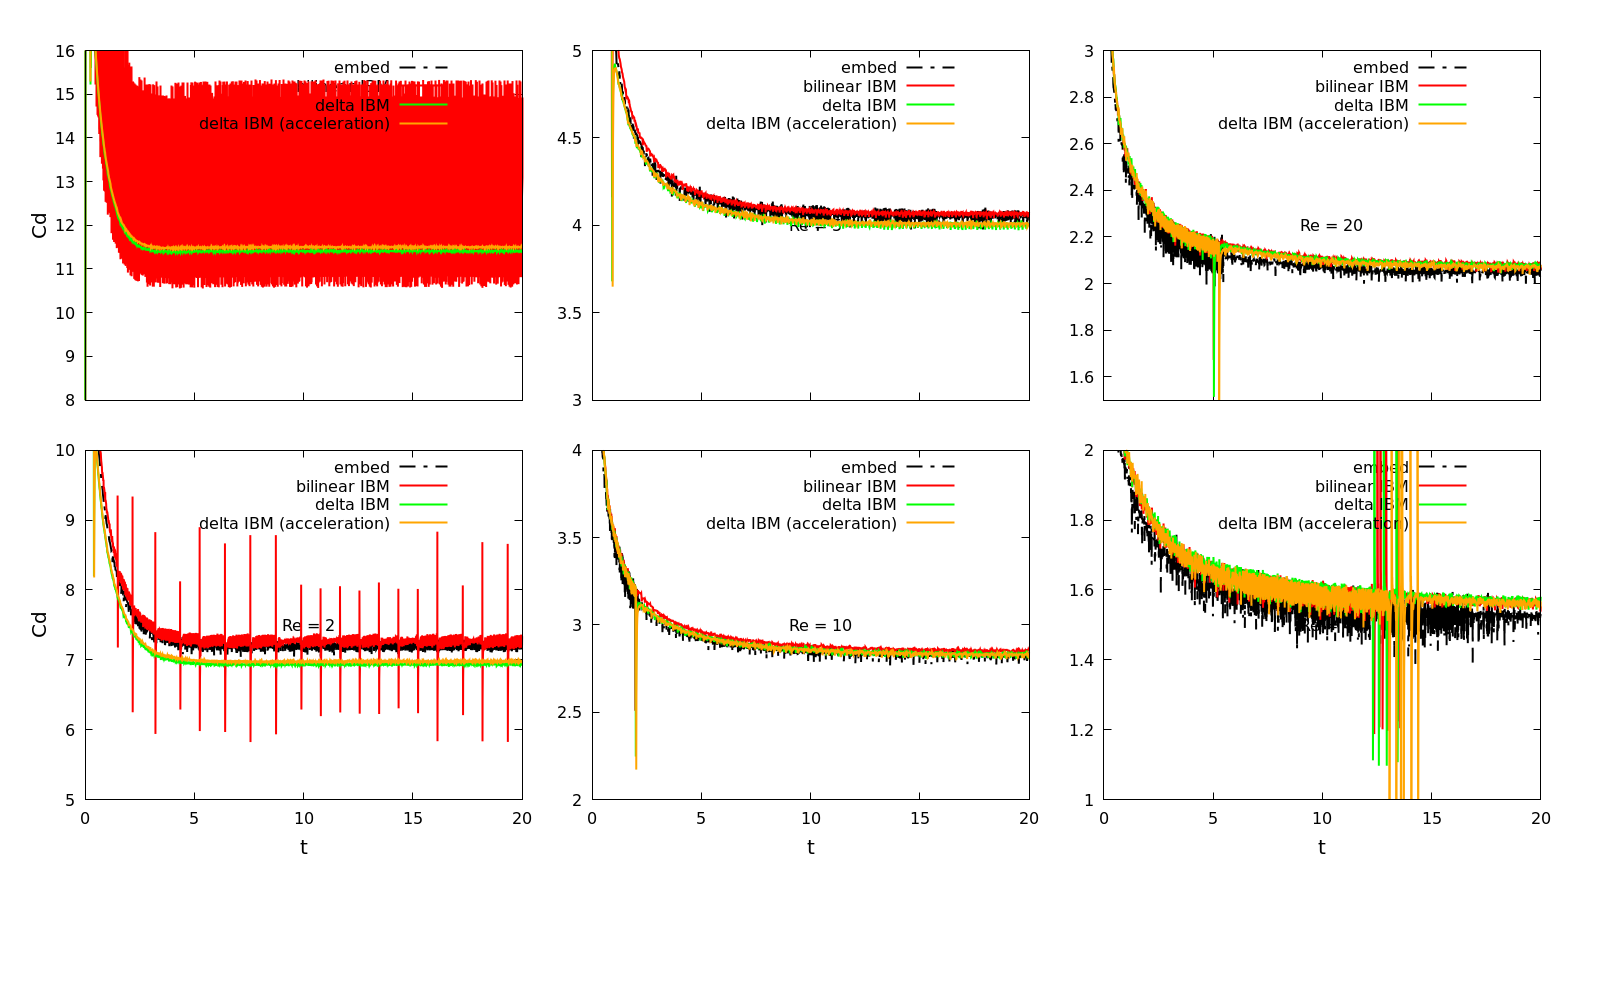 16
15
14
13
12
11
10
9
8
Cd
embed
delta IBM
delta IBM (acceleration)
5
4.5
4
3.5
3
embed
bilinear IBM
delta IBM
delta IBM (acceleration)
3
2.8
2.6
2.4
2.2
2
1.8
1.6
embed
bilinear IBM
delta IBM
delta IBM (acceleration)
Re = 20
10
9
8
7
6
5
Cd
embed
bilinear IBM
delta IBM
delta IBM (acceleration)
Re = 2
0 5 10 15 20
t
4
3.5
3
2.5
2
embed
bilinear IBM
delta IBM
delta IBM (acceleration)
Re = 10
0 5 10 15 20
t
2
1.8
1.6
1.4
1.2
1
embed
bilinear IBM
delta IBM
delta IBM (acceleration)
0 5 10 15 20
t